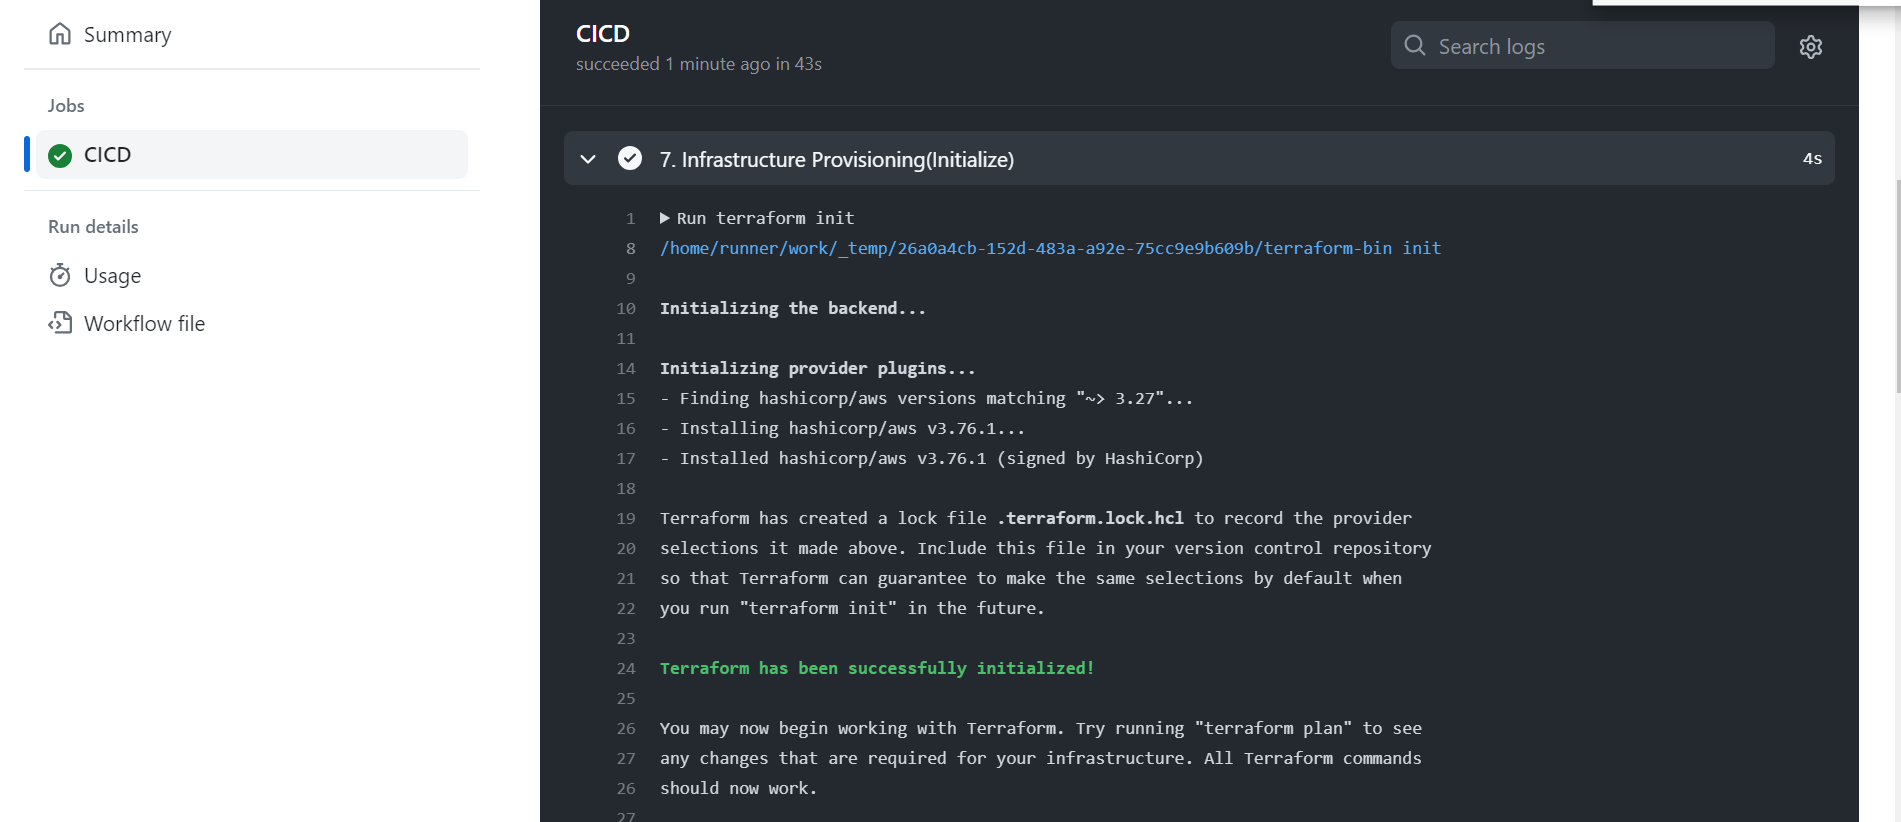 Summary
Jobs
CICD
Run details
Usage
Workflow file
CICD
succeeded 1 minute ago in 43s
Search logs
7. Infrastructure Provisioning(Initialize)
4s
1 Run terraform init
8 /home/runner/work/_temp/26a0a4cb-152d-483a-a92e-75cc9e9b609b/terraform-bin init
9
10 Initializing the backend...
11
14 Initializing provider plugins...
15 - Finding hashicorp/aws versions matching "~> 3.27"...
16 - Installing hashicorp/aws v3.76.1...
17 - Installed hashicorp/aws v3.76.1 (signed by HashiCorp)
18
19 Terraform has created a lock file .terraform.lock.hcl to record the provider
20 selections it made above. Include this file in your version control repository
21 so that Terraform can guarantee to make the same selections by default when
22 you run "terraform init" in the future.
23
24 Terraform has been successfully initialized!
25
26 You may now begin working with Terraform. Try running "terraform plan" to see
27 any changes that are required for your infrastructure. All Terraform commands
26 should now work.
27